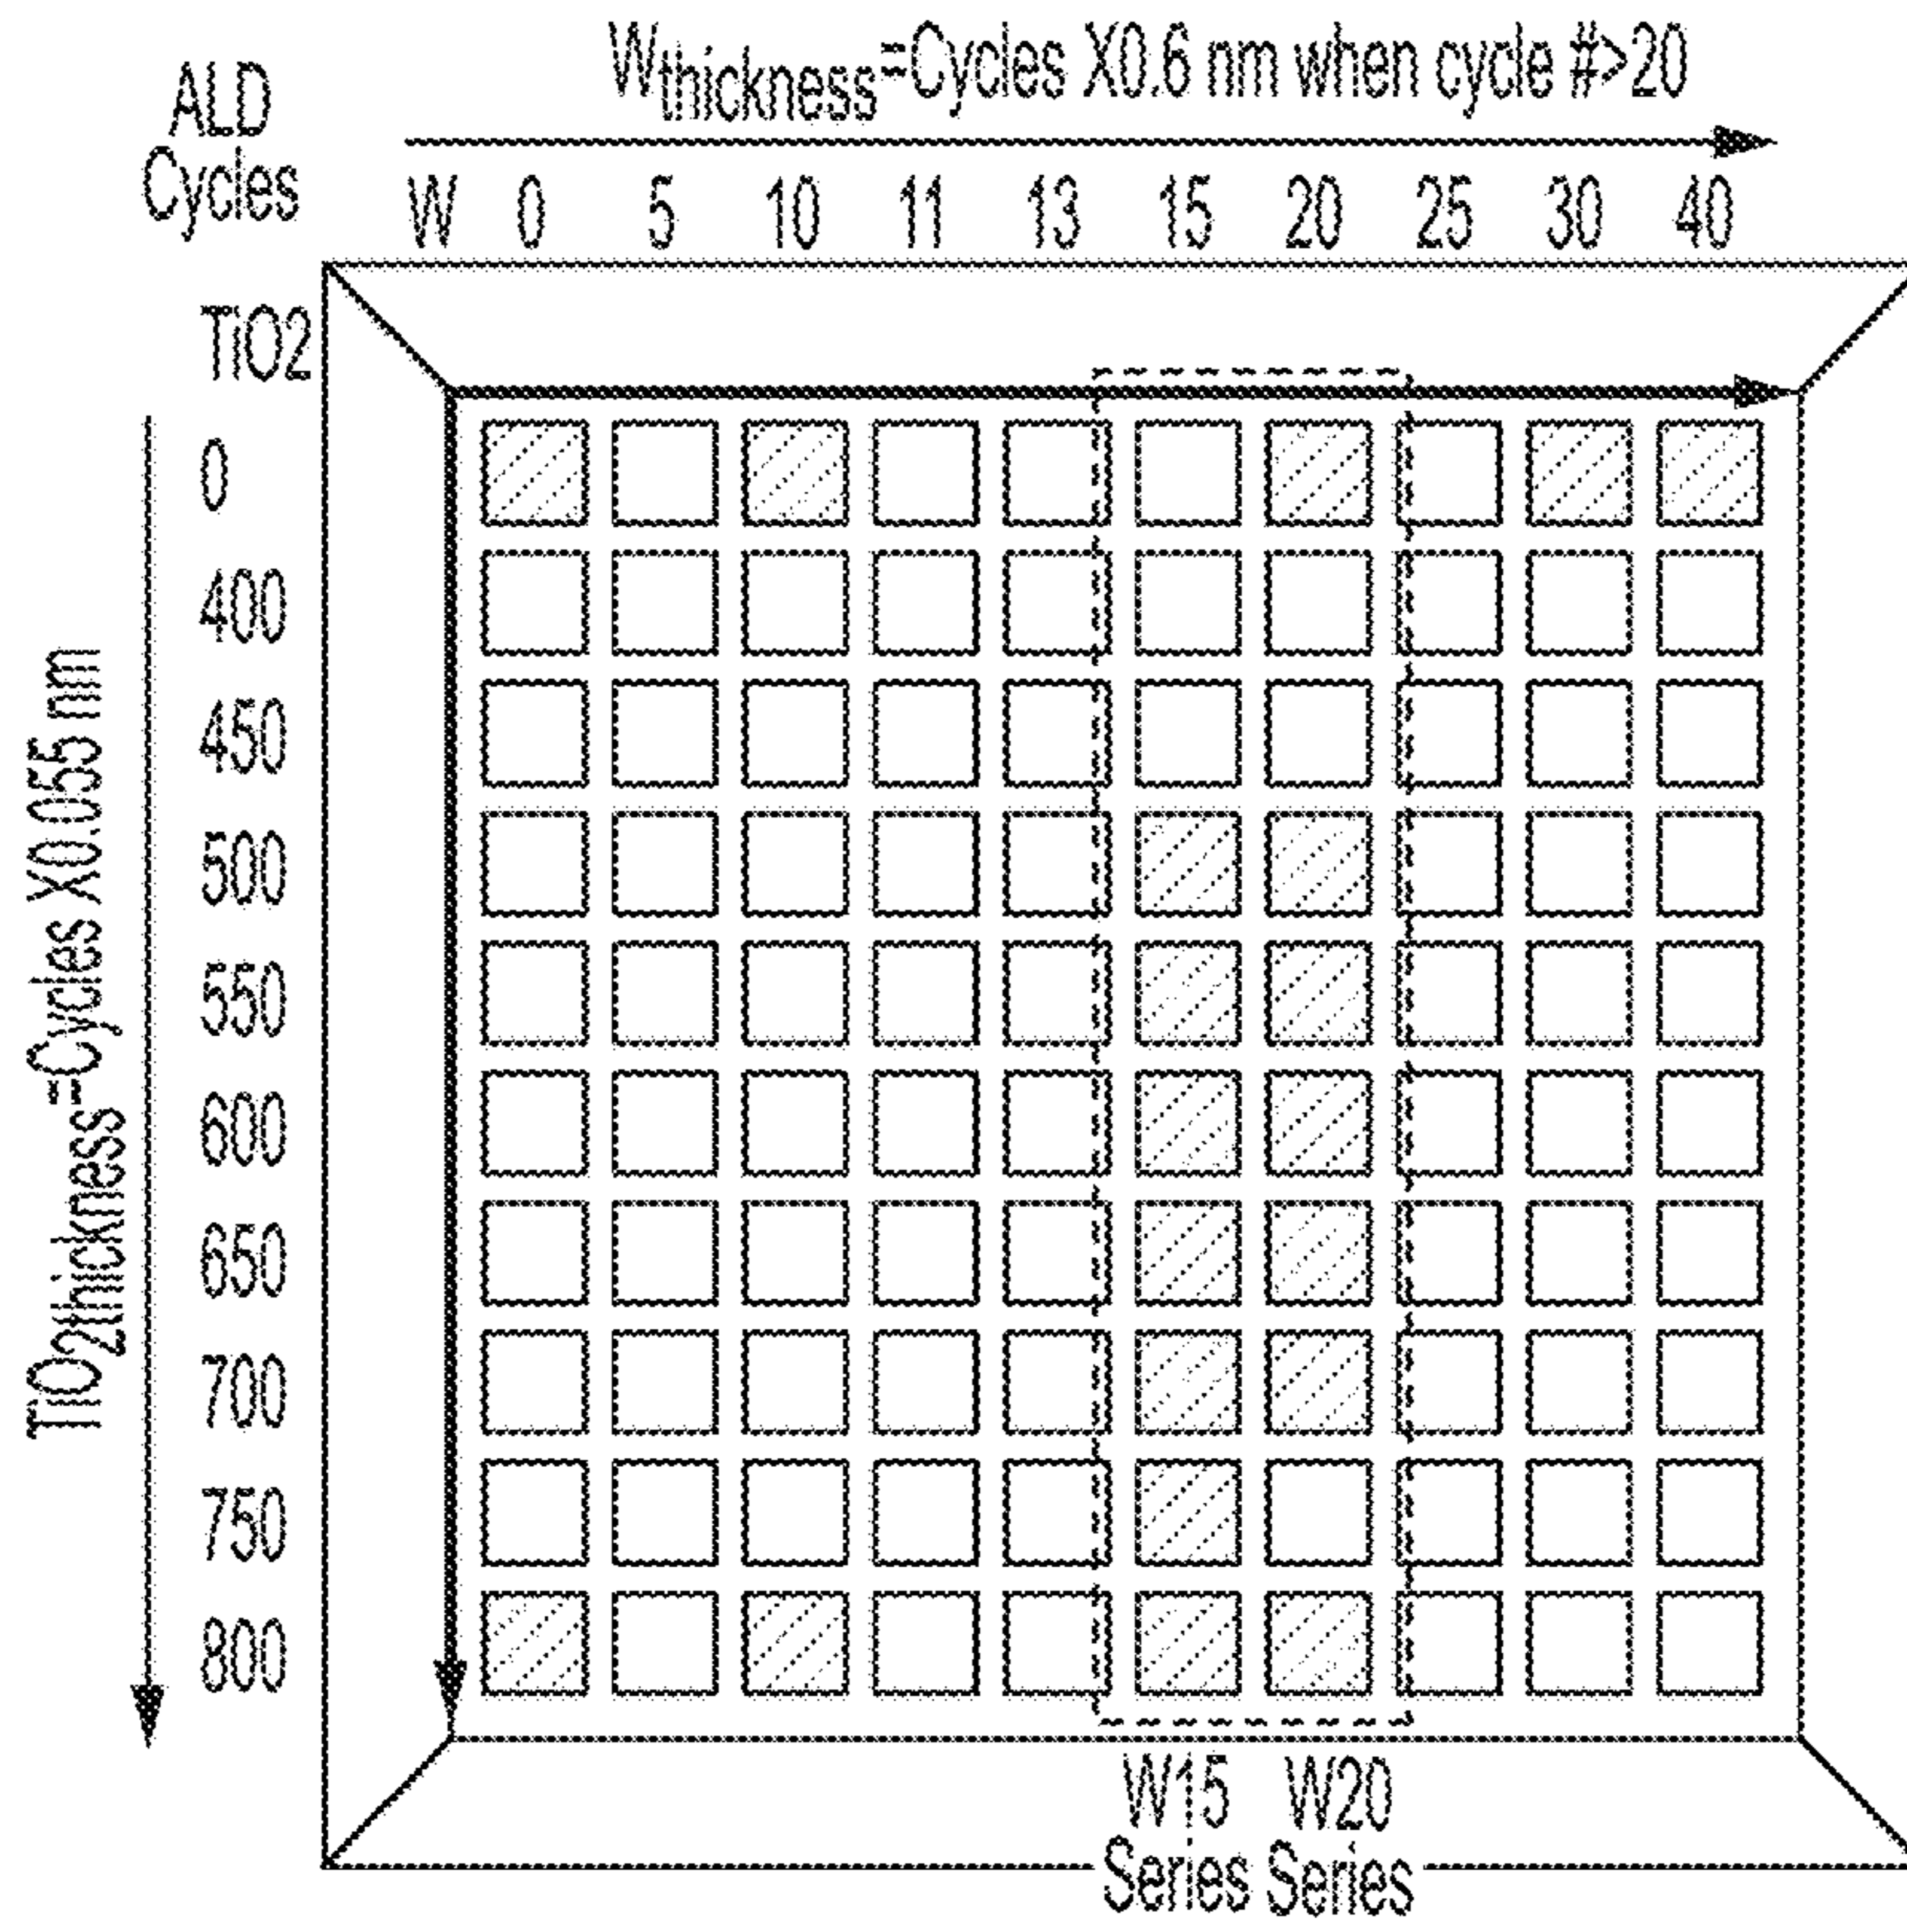 W thickness=Cycles X0.6 nm when cycle #>20
ALD
Cycles
W 0 5 10 11 13 15 20 25 30 40
TiO2
0
400
450
500
550
600
650
700
750
800
TiO2thickness=Cycles X0.055 nm
W15 W20
Series Series